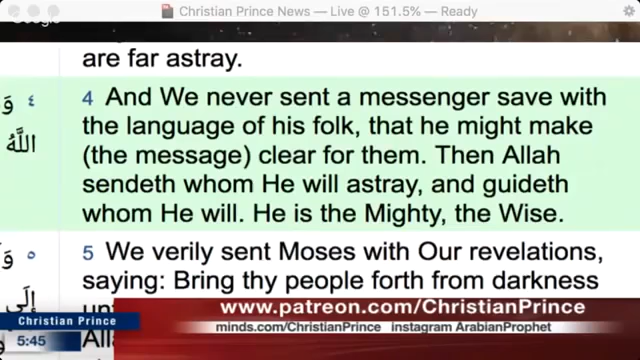 Christian Prince News — Live @ 151.5% — Ready
are far astray.
٤ 4 And We never sent a messenger save with
the language of his folk, that he might make
(the message) clear for them. Then Allah
sendeth whom He will astray, and guideth
whom He will. He is the Mighty, the Wise.
٥ 5 We verily sent Moses with Our revelations,
saying: Bring thy people forth from darkness
اللَّهُ
إِلَى
www.patreon.com/ChristianPrince
minds.com/ChristianPrince instagram ArabianProphet
Christian Prince
5:45